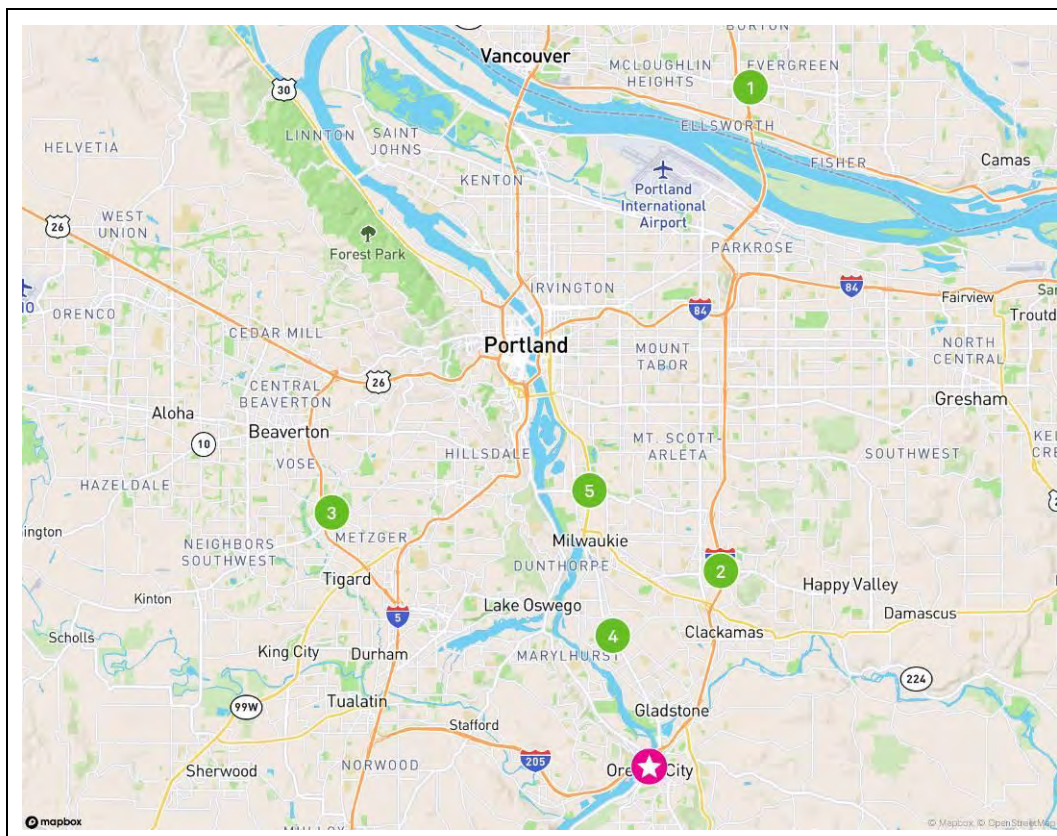 BURTON
Vancouver
MCLOUGHLIN
HEIGHTS
EVERGREEN
1
30
ELLSWORTH
LINNTON
SAINT
JOHNS
HELVETIA
FISHER
Camas
KENTON
Portland
International
Airport
WEST
UNION
26
Forest Park
PARKROSE
IRVINGTON
84
84
Fairview
ORENCO
Troutd
CEDAR MILL
Portland
MOUNT
TABOR
NORTH
CENTRAL
26
CENTRAL
BEAVERTON
Gresham
Aloha
Beaverton
10
MT. SCOTT-
ARLETA
HILLSDALE
SOUTHWEST
VOSE
HAZELDALE
5
3
METZGER
ington
NEIGHBORS
SOUTHWEST
Milwaukie
DUNTHORPE
2
Tigard
Happy Valley
Kinton
Lake Oswego
Damascus
5
Scholls
4
Clackamas
King City
Durham
MARYLHURST
224
99W
Tualatin
Gladstone
Stafford
205
Sherwood
NORWOOD
Ore City
mapbox
© Mapbox, © OpenStreetMap